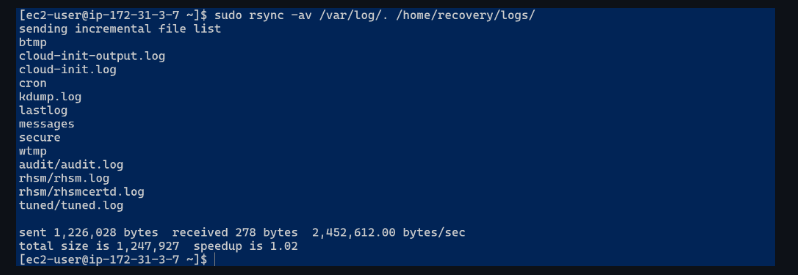 [ec2-user@ip-172-31-3-7 ~]$ sudo rsync -av /var/log/. /home/recovery/logs/
sending incremental file list
btmp
cloud-init-output.log
cloud-init.log
cron
kdump.log
lastlog
messages
secure
wtmp
audit/audit.log
rhsm/rhsm.log
rhsm/rhsmcertd.log
tuned/tuned.log
sent 1,226,028 bytes  received 278 bytes  2,452,612.00 bytes/sec
total size is 1,247,927  speedup is 1.02
[ec2-user@ip-172-31-3-7 ~]$